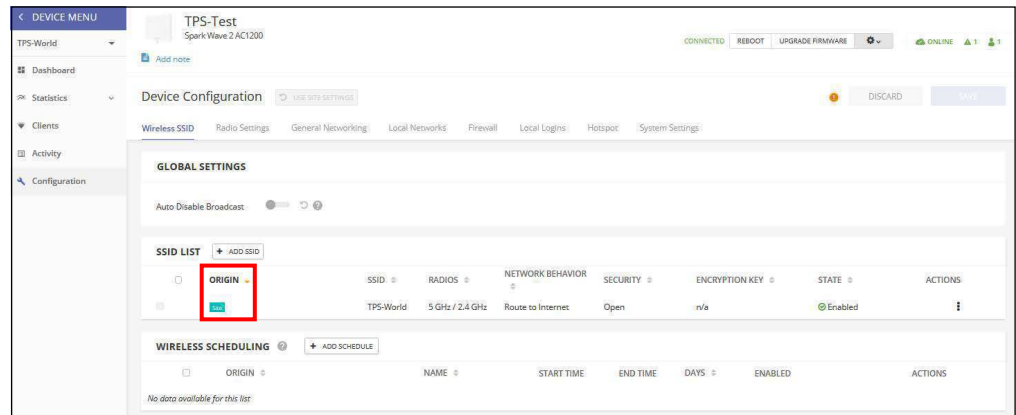 < DEVICE MENU
TPS-World
Dashboard
Statistics
Clients
Activity
Configuration
TPS-Test
Spark Wave 2 AC1200
Add note
CONNECTED REBOOT UPGRADE FIRMWARE ONLINE 1 1
Device Configuration USE SITE SETTINGS DISCARD SAVE
Wireless SSID Radio Settings General Networking Local Networks Firewall Local Logins Hotspot System Settings
GLOBAL SETTINGS
Auto Disable Broadcast
SSID LIST + ADD SSID
ORIGIN SSID RADIOS NETWORK BEHAVIOR SECURITY ENCRYPTION KEY STATE ACTIONS
Site TPS-World 5 GHz / 2.4 GHz Route to Internet Open n/a Enabled
WIRELESS SCHEDULING + ADD SCHEDULE
ORIGIN NAME START TIME END TIME DAYS ENABLED ACTIONS
No data available for this list